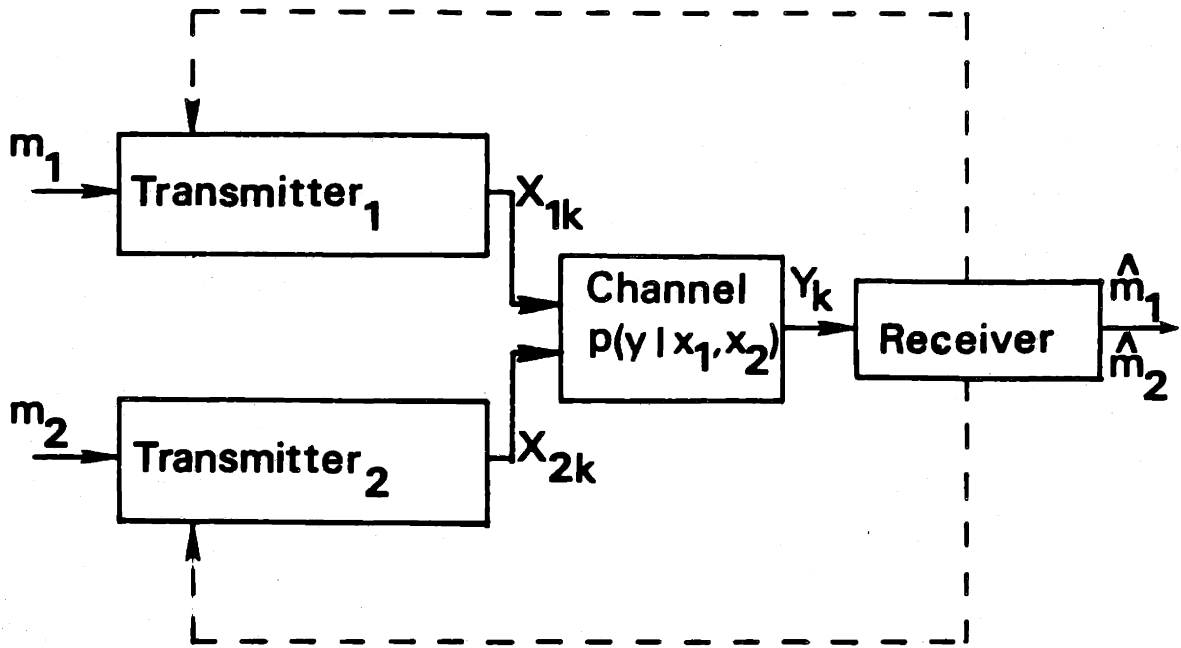 m₁
Transmitter₁
X₁ₖ
Channel
p(y|x₁,x₂)
Yₖ
Receiver
m̂₁
m̂₂
m₂
Transmitter₂
X₂ₖ